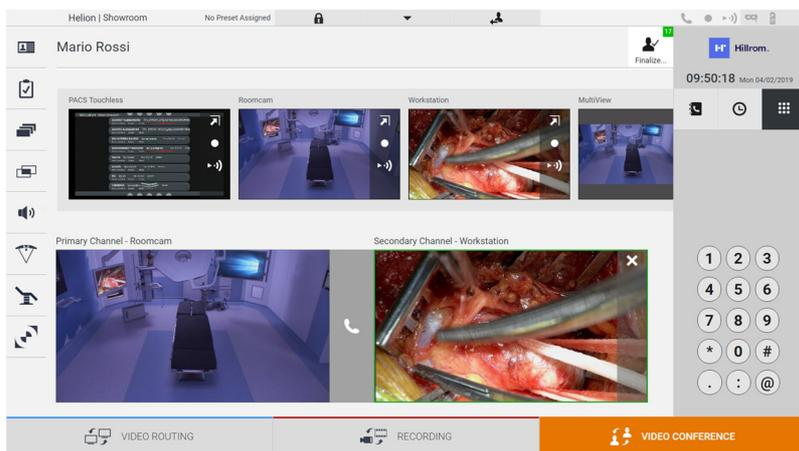 Helion | Showroom
No Preset Assigned
Mario Rossi
17
Finalize...
Hillrom.
09:50:18 Mon 04/02/2019
PACS Touchless
Roomcam
Workstation
MultiView
Primary Channel - Roomcam
Secondary Channel - Workstation
1 2 3
4 5 6
7 8 9
* 0 #
. : @
VIDEO ROUTING
RECORDING
VIDEO CONFERENCE